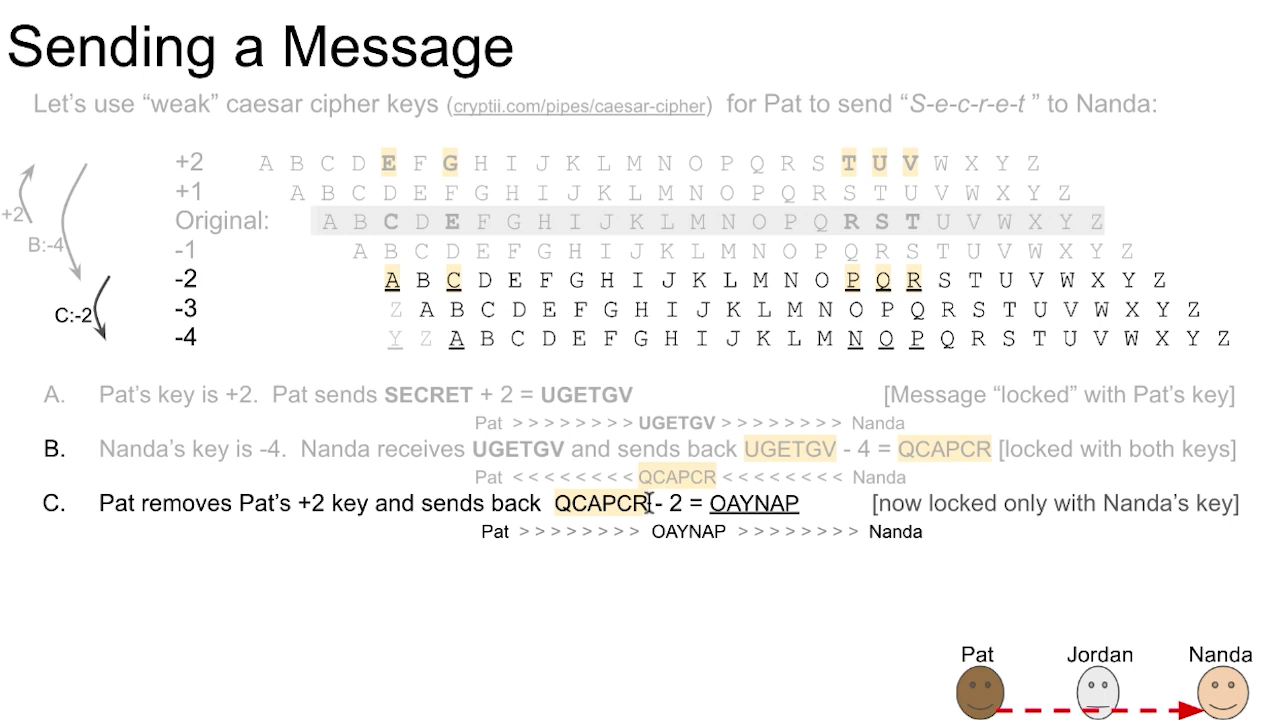 Sending a Message
Let's use “weak” caesar cipher keys (cryptii.com/pipes/caesar-cipher) for Pat to send “S-e-c-r-e-t ” to Nanda:
+2 A B C D E F G H I J K L M N O P Q R S T U V W X Y Z
+1 A B C D E F G H I J K L M N O P Q R S T U V W X Y Z
Original: A B C D E F G H I J K L M N O P Q R S T U V W X Y Z
-1 A B C D E F G H I J K L M N O P Q R S T U V W X Y Z
-2 A B C D E F G H I J K L M N O P Q R S T U V W X Y Z
-3 Z A B C D E F G H I J K L M N O P Q R S T U V W X Y Z
-4 Y Z A B C D E F G H I J K L M N O P Q R S T U V W X Y Z
+2
B:-4
C:-2
A. Pat's key is +2. Pat sends SECRET + 2 = UGETGV [Message “locked” with Pat's key]
Pat > > > > > > > > UGETGV > > > > > > > > Nanda
B. Nanda's key is -4. Nanda receives UGETGV and sends back UGETGV - 4 = QCAPCR [locked with both keys]
Pat < < < < < < < < QCAPCR < < < < < < < < Nanda
C. Pat removes Pat's +2 key and sends back QCAPCR - 2 = OAYNAP [now locked only with Nanda's key]
Pat > > > > > > > > OAYNAP > > > > > > > > Nanda
Pat Jordan Nanda